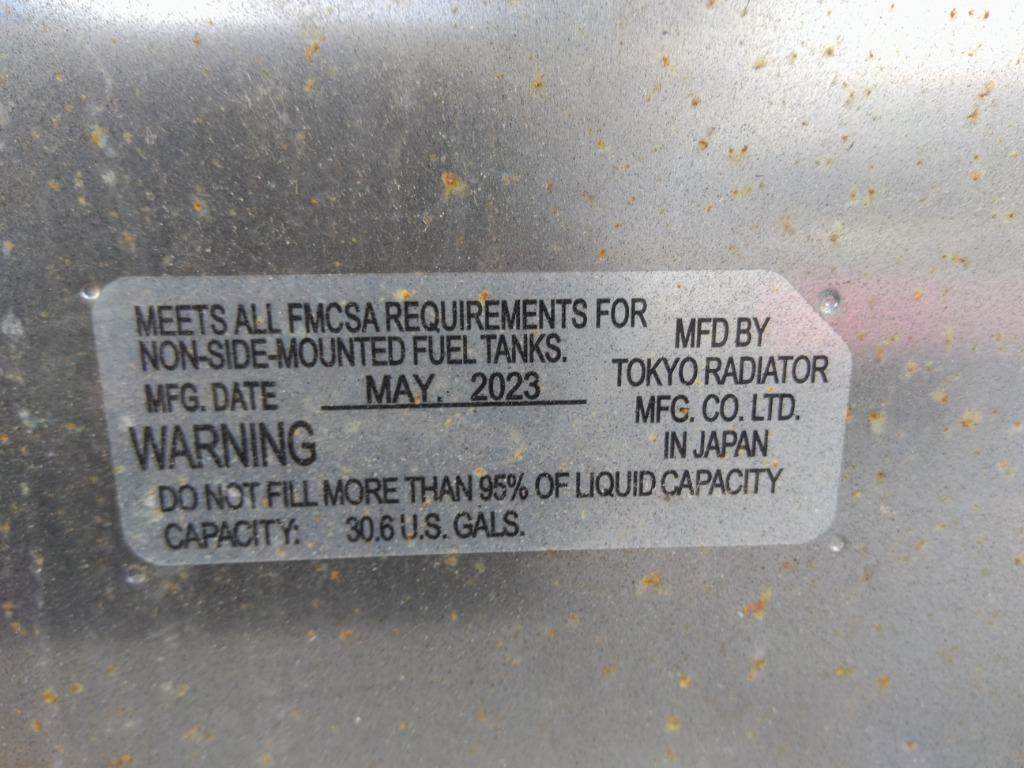 MEETS ALL FMCSA REQUIREMENTS FOR
NON-SIDE-MOUNTED FUEL TANKS.
MFG. DATE MAY. 2023
MFD BY
TOKYO RADIATOR
MFG. CO. LTD.
IN JAPAN
WARNING
DO NOT FILL MORE THAN 95% OF LIQUID CAPACITY
CAPACITY: 30.6 U.S. GALS.